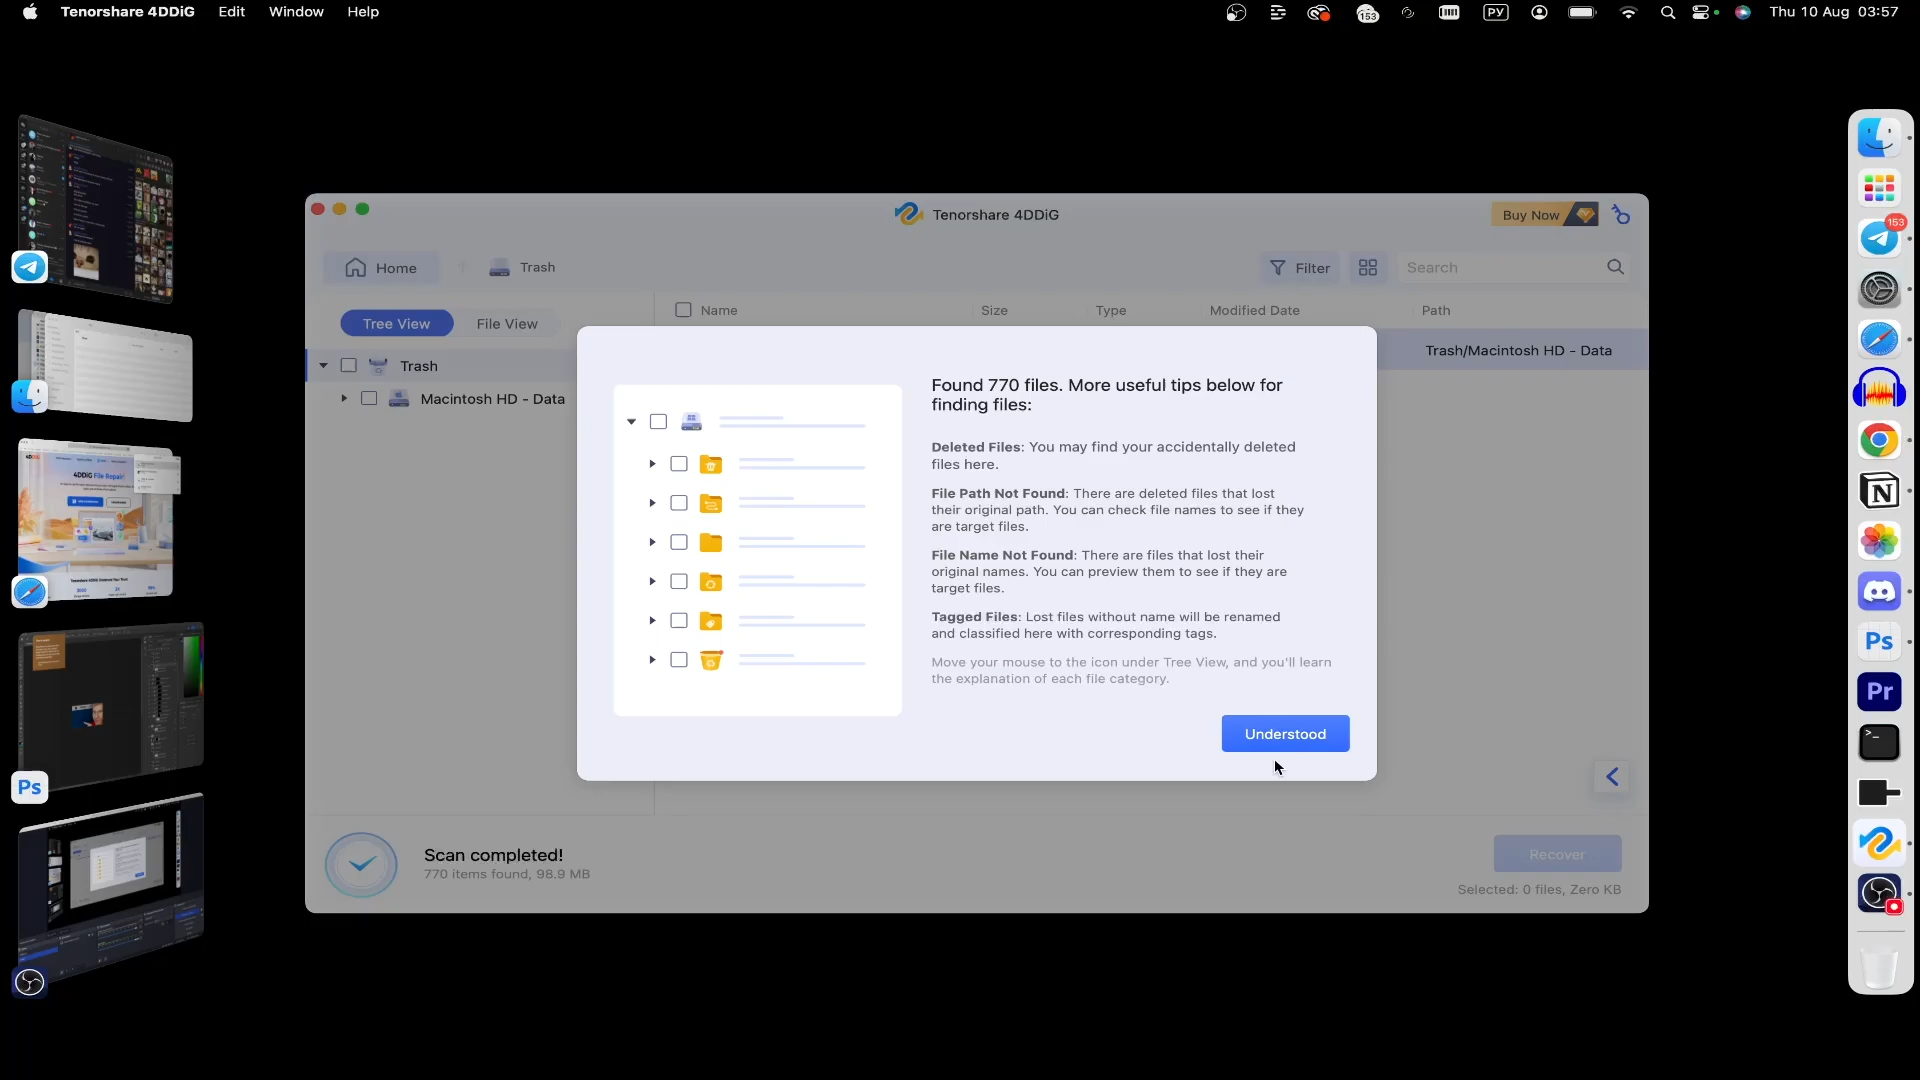 Tenorshare 4DDiG Edit Window Help
153
РУ
Thu 10 Aug 03:57
Tenorshare 4DDiG
Buy Now
Home
Trash
Filter
Search
Tree View
File View
Name
Size
Type
Modified Date
Path
Trash
Macintosh HD - Data
Trash/Macintosh HD - Data
Found 770 files. More useful tips below for
finding files:
Deleted Files: You may find your accidentally deleted
files here.
File Path Not Found: There are deleted files that lost
their original path. You can check file names to see if they
are target files.
File Name Not Found: There are files that lost their
original names. You can preview them to see if they are
target files.
Tagged Files: Lost files without name will be renamed
and classified here with corresponding tags.
Move your mouse to the icon under Tree View, and you'll learn
the explanation of each file category.
Understood
Scan completed!
770 items found, 98.9 MB
Recover
Selected: 0 files, Zero KB
4DDiG File Repair
Ps
153
N
Ps
Pr
>_